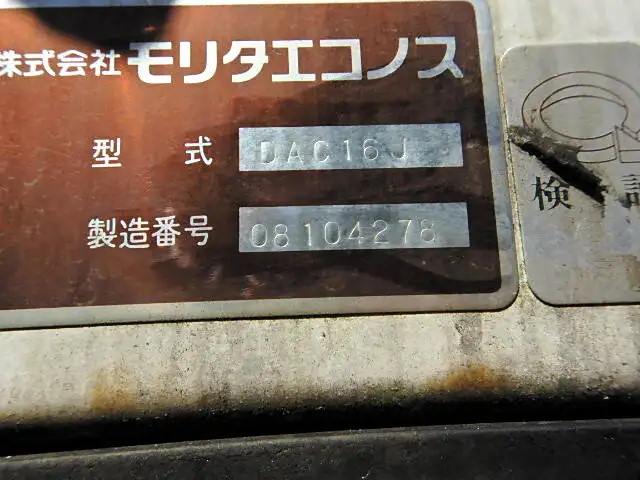 株式会社 モリタエコノス
型式 DAC16J
製造番号 08104278
検